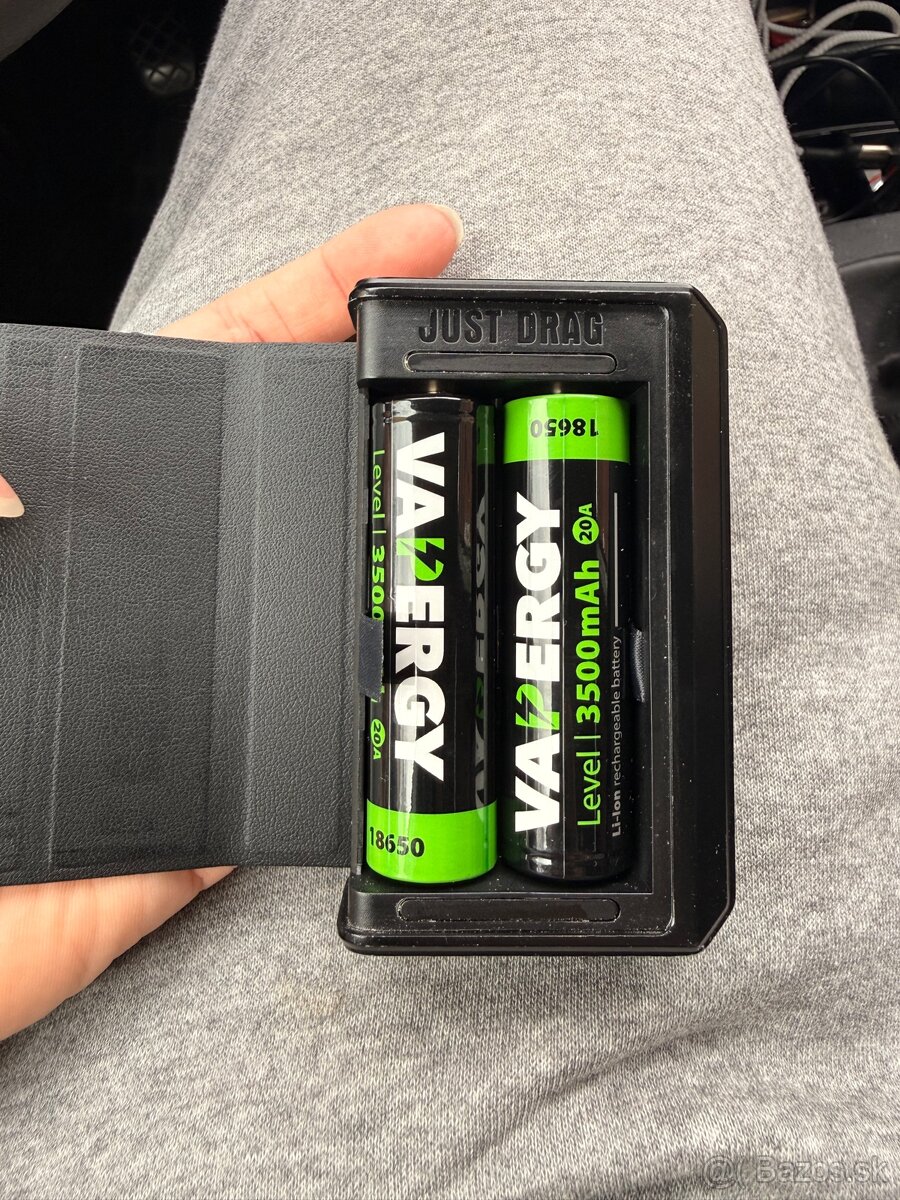 JUST DRAG
VAPERGY
Level | 3500
20A
18650
18650
VAPERGY
Level | 3500mAh 20A
Li-Ion rechargeable battery
@ Bazos.sk